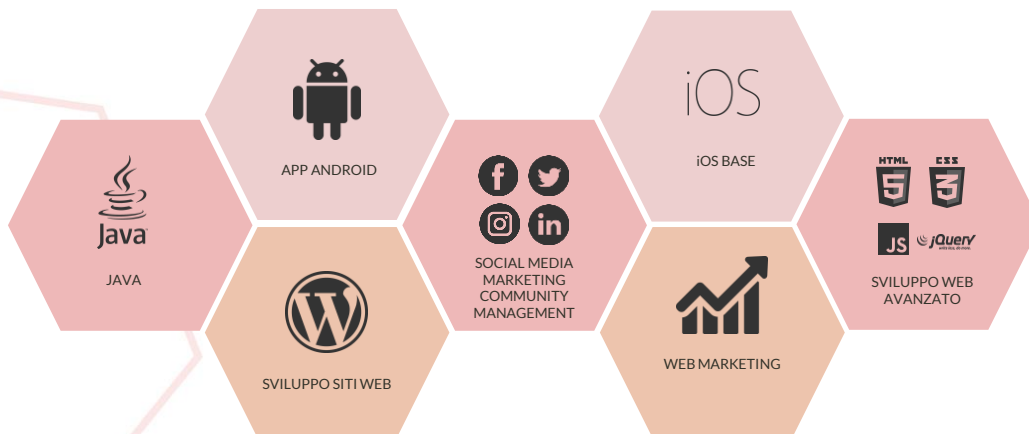 Java
JAVA
APP ANDROID
SVILUPPO SITI WEB
SOCIAL MEDIA
MARKETING
COMMUNITY
MANAGEMENT
iOS
iOS BASE
WEB MARKETING
HTML
5
CSS
3
JS
jQuery
SVILUPPO WEB
AVANZATO